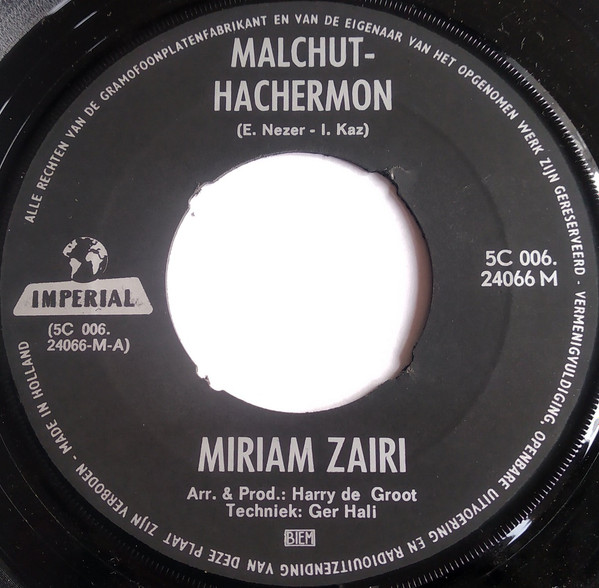 MALCHUT-
HACHERMON
(E. Nezer - I. Kaz)
IMPERIAL
(5C 006.
24066-M-A)
5C 006.
24066 M
MIRIAM ZAIRI
Arr. & Prod.: Harry de Groot
Techniek: Ger Hali
BIEM
ALLE RECHTEN VAN DE GRAMOFOONPLATENFABRIKANT EN VAN DE EIGENAAR VAN HET OPGENOMEN WERK ZIJN GERESERVEERD - VERMENIGVULDIGING, OPENBARE UITVOERING EN RADIOUITZENDING VAN DEZE PLAAT ZIJN VERBODEN - MADE IN HOLLAND